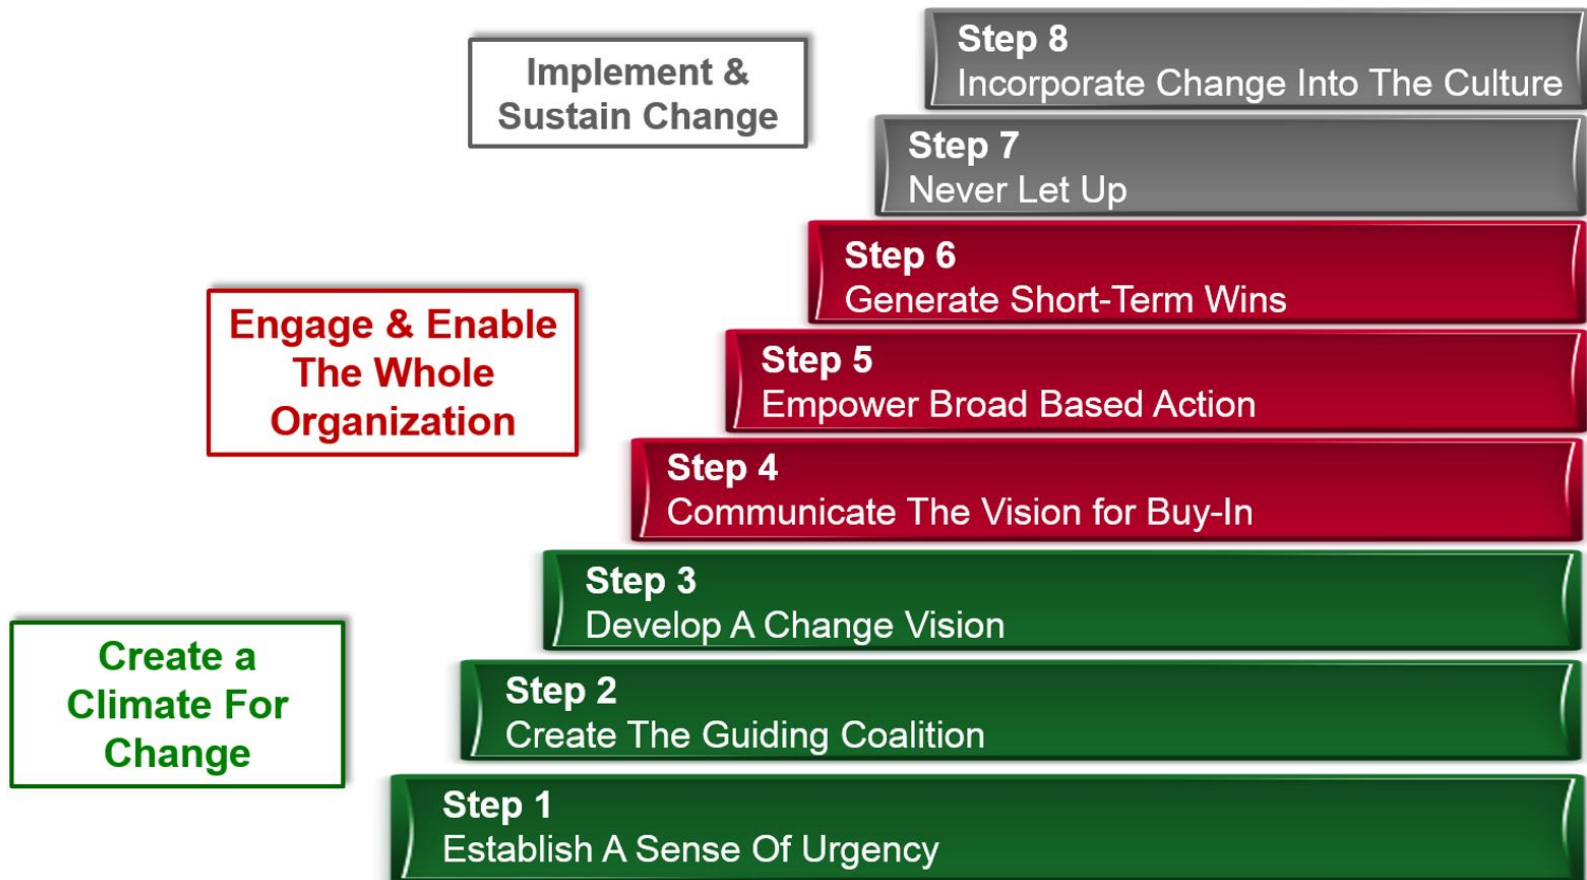 Implement &
Sustain Change
Step 8
Incorporate Change Into The Culture
Step 7
Never Let Up
Engage & Enable
The Whole
Organization
Step 6
Generate Short-Term Wins
Step 5
Empower Broad Based Action
Step 4
Communicate The Vision for Buy-In
Create a
Climate For
Change
Step 3
Develop A Change Vision
Step 2
Create The Guiding Coalition
Step 1
Establish A Sense Of Urgency